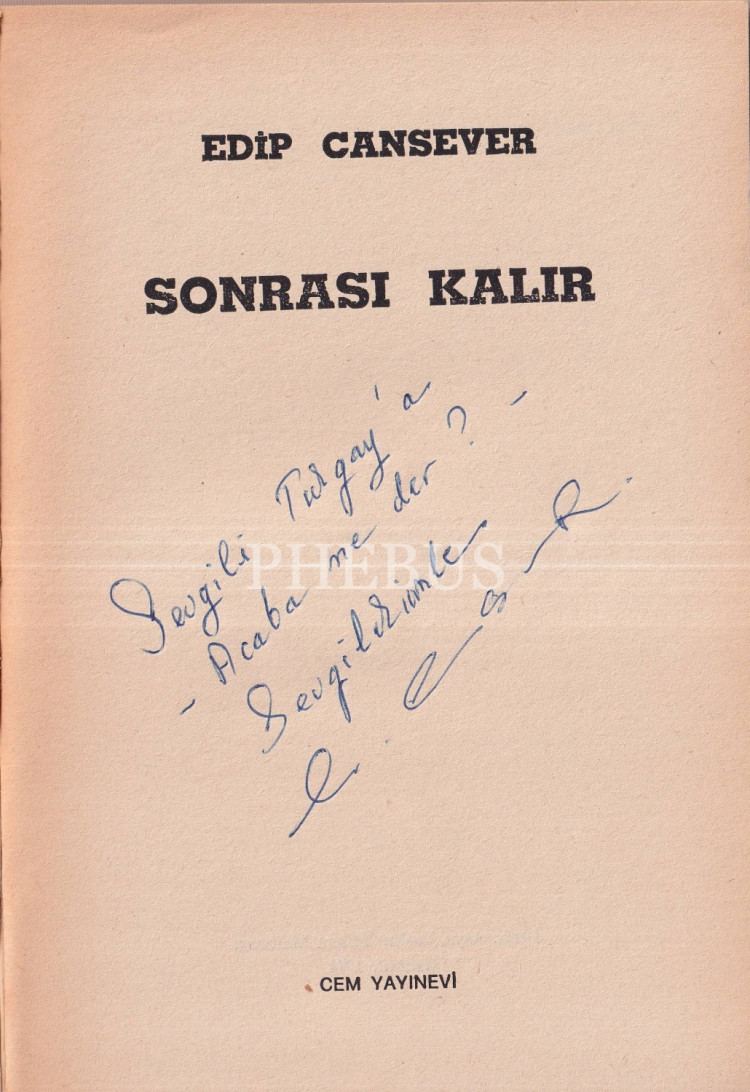 EDİP CANSEVER
SONRASI KALIR
Sevgili Turgay'a
- Acaba ne der? -
Sevgilerimle
PHEBUS
CEM YAYINEVİ